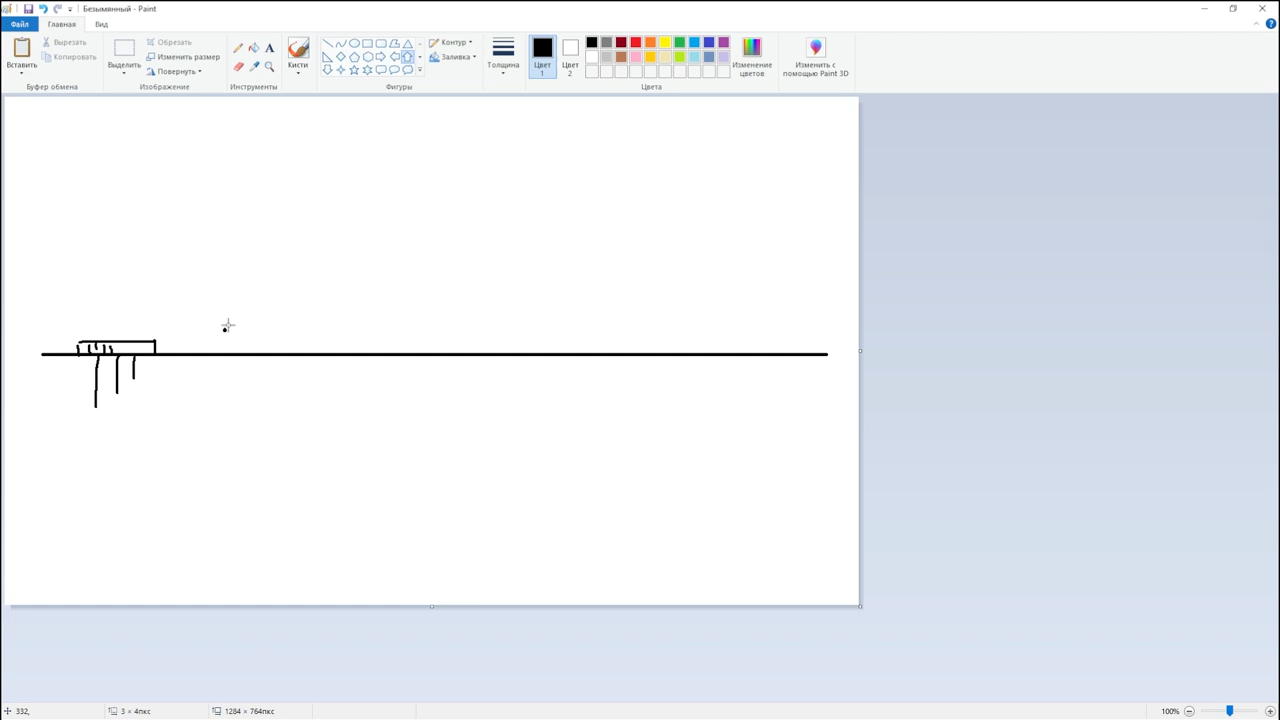 Безымянный - Paint
Файл Главная Вид
Вставить
Вырезать
Копировать
Буфер обмена
Выделить
Обрезать
Изменить размер
Повернуть
Изображение
A
Инструменты
Кисти
Контур
Заливка
Фигуры
Толщина
Цвет 1
Цвет 2
Цвета
Изменение цветов
Изменить с помощью Paint 3D
332,
3 × 4пкс
1284 × 764пкс
100%